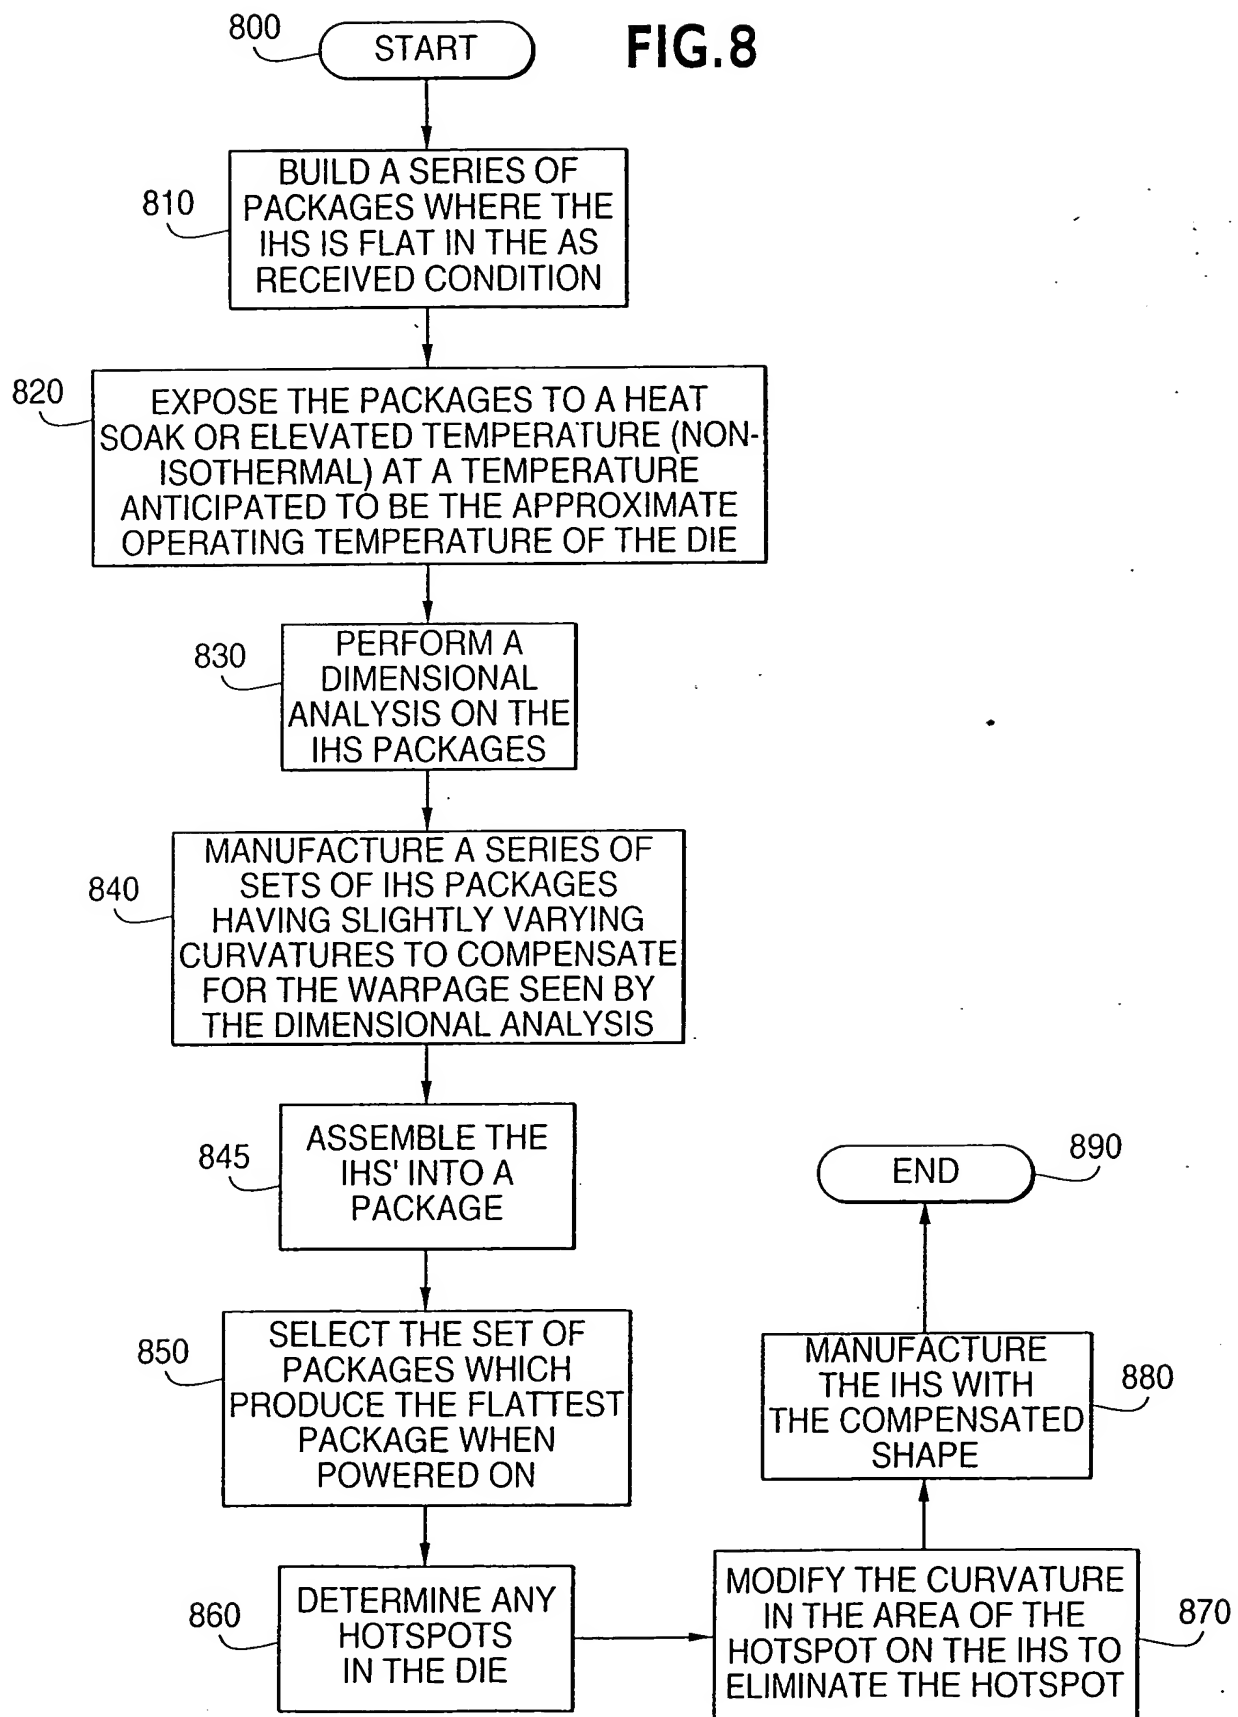 800
START
FIG.8
810
BUILD A SERIES OF
PACKAGES WHERE THE
IHS IS FLAT IN THE AS
RECEIVED CONDITION
820
EXPOSE THE PACKAGES TO A HEAT
SOAK OR ELEVATED TEMPERATURE (NON-
ISOTHERMAL) AT A TEMPERATURE
ANTICIPATED TO BE THE APPROXIMATE
OPERATING TEMPERATURE OF THE DIE
830
PERFORM A
DIMENSIONAL
ANALYSIS ON THE
IHS PACKAGES
840
MANUFACTURE A SERIES OF
SETS OF IHS PACKAGES
HAVING SLIGHTLY VARYING
CURVATURES TO COMPENSATE
FOR THE WARPAGE SEEN BY
THE DIMENSIONAL ANALYSIS
845
ASSEMBLE THE
IHS' INTO A
PACKAGE
850
SELECT THE SET OF
PACKAGES WHICH
PRODUCE THE FLATTEST
PACKAGE WHEN
POWERED ON
860
DETERMINE ANY
HOTSPOTS
IN THE DIE
870
MODIFY THE CURVATURE
IN THE AREA OF THE
HOTSPOT ON THE IHS TO
ELIMINATE THE HOTSPOT
880
MANUFACTURE
THE IHS WITH
THE COMPENSATED
SHAPE
890
END